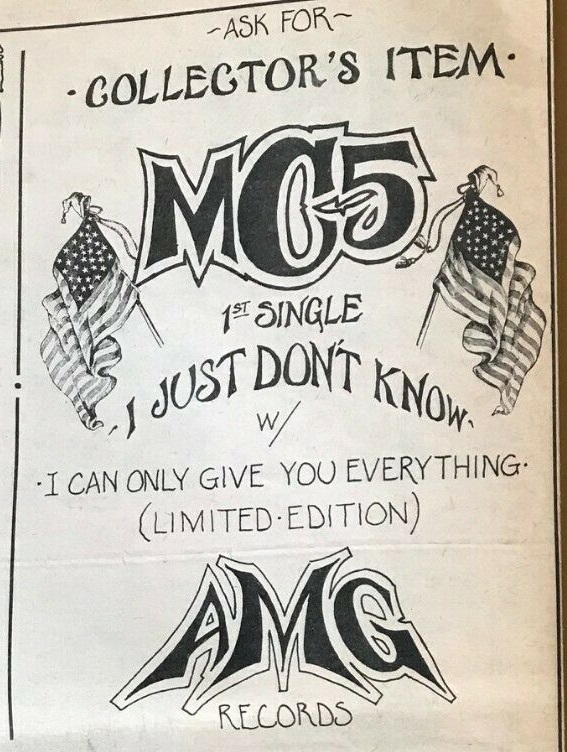 ~ASK FOR~
·COLLECTOR'S ITEM·
MC5
1ST SINGLE
·I JUST DON'T KNOW·
W/
·I CAN ONLY GIVE YOU EVERYTHING·
(LIMITED·EDITION)
AMG
RECORDS